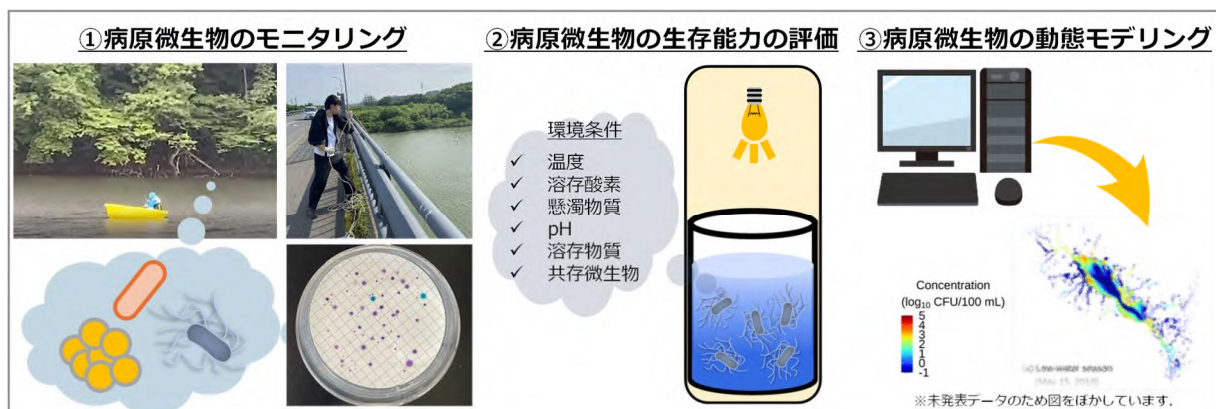 ①病原微生物のモニタリング
②病原微生物の生存能力の評価
環境条件
✓ 温度
✓ 溶存酸素
✓ 懸濁物質
✓ pH
✓ 溶存物質
✓ 共存微生物
③病原微生物の動態モデリング
Concentration
(log₁₀ CFU/100 mL)
5
4
3
2
1
0
-1
Low-water season
※未発表データのため図をぼかしています.